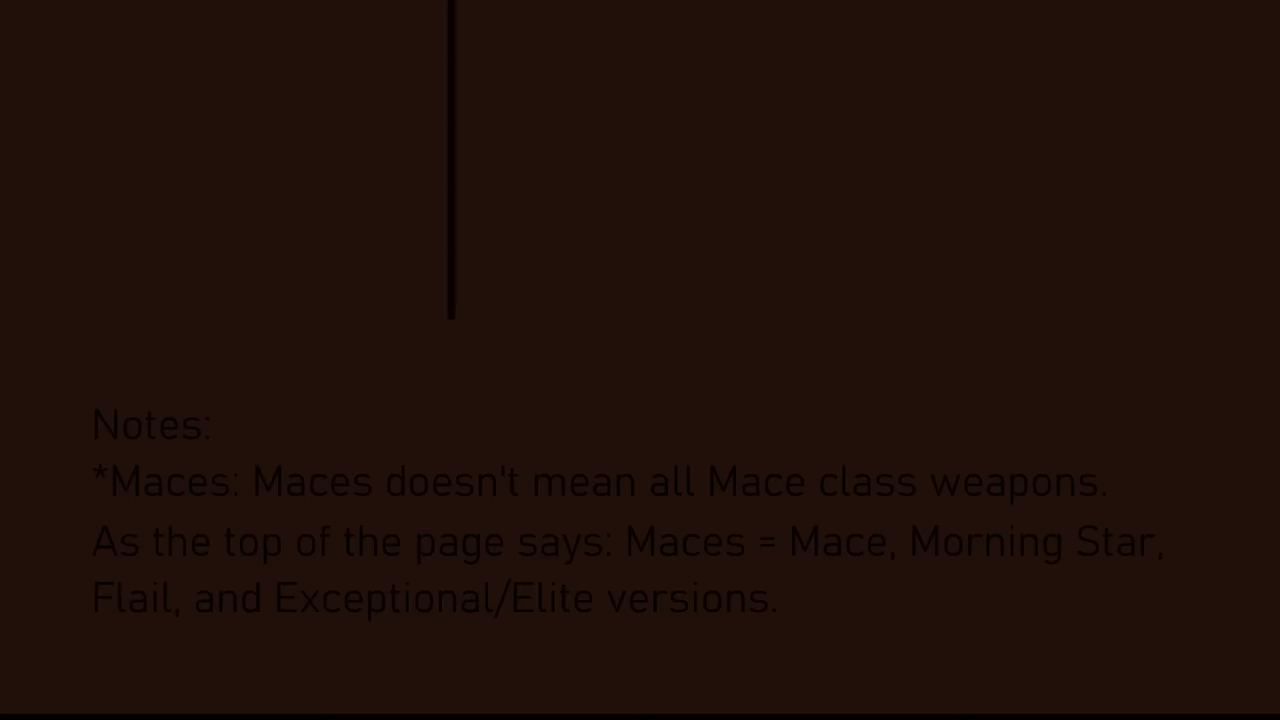 Notes:
*Maces: Maces doesn't mean all Mace class weapons.
As the top of the page says: Maces = Mace, Morning Star,
Flail, and Exceptional/Elite versions.